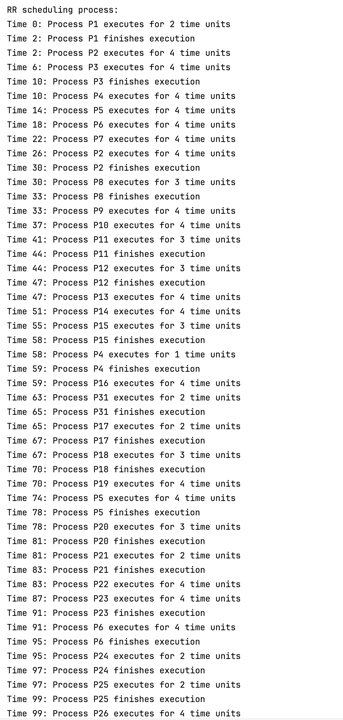 RR scheduling process:
Time 0: Process P1 executes for 2 time units
Time 2: Process P1 finishes execution
Time 2: Process P2 executes for 4 time units
Time 6: Process P3 executes for 4 time units
Time 10: Process P3 finishes execution
Time 10: Process P4 executes for 4 time units
Time 14: Process P5 executes for 4 time units
Time 18: Process P6 executes for 4 time units
Time 22: Process P7 executes for 4 time units
Time 26: Process P2 executes for 4 time units
Time 30: Process P2 finishes execution
Time 30: Process P8 executes for 3 time units
Time 33: Process P8 finishes execution
Time 33: Process P9 executes for 4 time units
Time 37: Process P10 executes for 4 time units
Time 41: Process P11 executes for 3 time units
Time 44: Process P11 finishes execution
Time 44: Process P12 executes for 3 time units
Time 47: Process P12 finishes execution
Time 47: Process P13 executes for 4 time units
Time 51: Process P14 executes for 4 time units
Time 55: Process P15 executes for 3 time units
Time 58: Process P15 finishes execution
Time 58: Process P4 executes for 1 time units
Time 59: Process P4 finishes execution
Time 59: Process P16 executes for 4 time units
Time 63: Process P31 executes for 2 time units
Time 65: Process P31 finishes execution
Time 65: Process P17 executes for 2 time units
Time 67: Process P17 finishes execution
Time 67: Process P18 executes for 3 time units
Time 70: Process P18 finishes execution
Time 70: Process P19 executes for 4 time units
Time 74: Process P5 executes for 4 time units
Time 78: Process P5 finishes execution
Time 78: Process P20 executes for 3 time units
Time 81: Process P20 finishes execution
Time 81: Process P21 executes for 2 time units
Time 83: Process P21 finishes execution
Time 83: Process P22 executes for 4 time units
Time 87: Process P23 executes for 4 time units
Time 91: Process P23 finishes execution
Time 91: Process P6 executes for 4 time units
Time 95: Process P6 finishes execution
Time 95: Process P24 executes for 2 time units
Time 97: Process P24 finishes execution
Time 97: Process P25 executes for 2 time units
Time 99: Process P25 finishes execution
Time 99: Process P26 executes for 4 time units